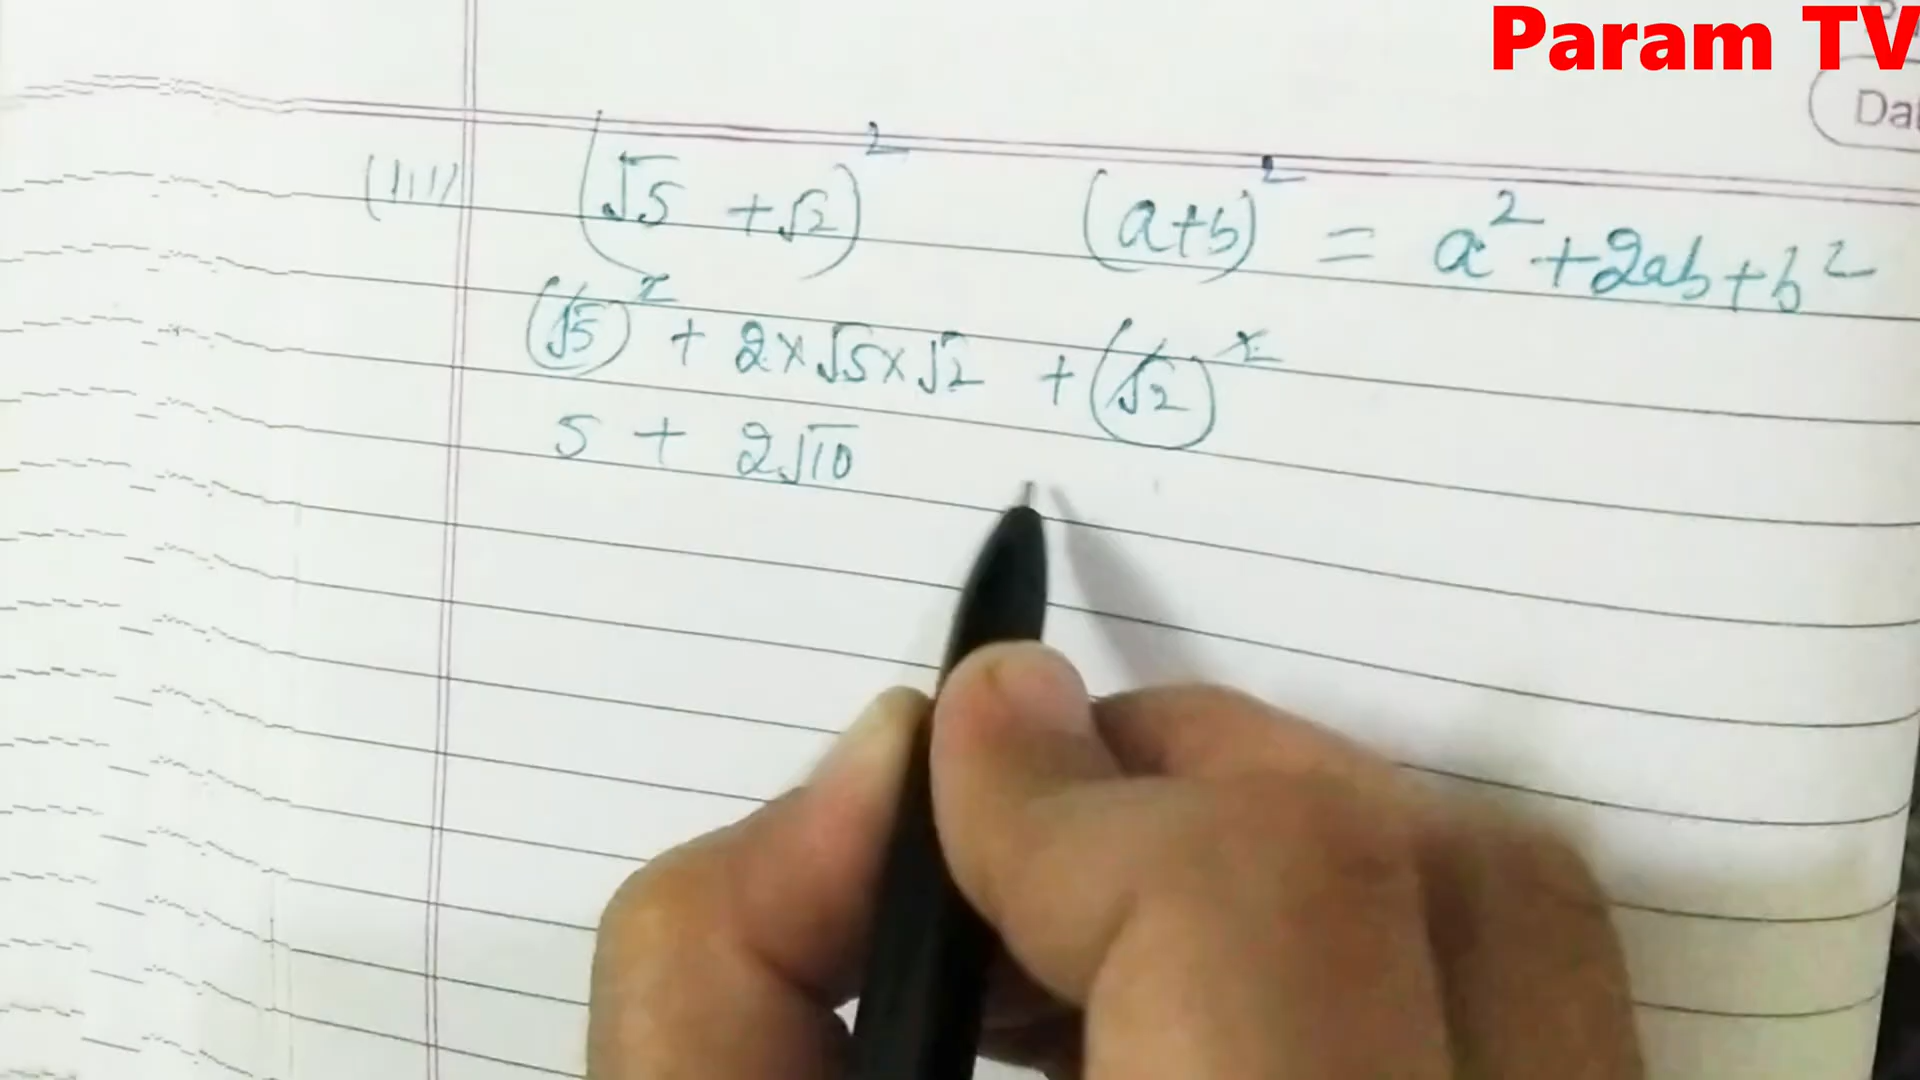 Param TV
(iii) (√5 + √2)² (a+b)² = a² + 2ab + b²
(√5)² + 2×√5×√2 + (√2)²
5 + 2√10